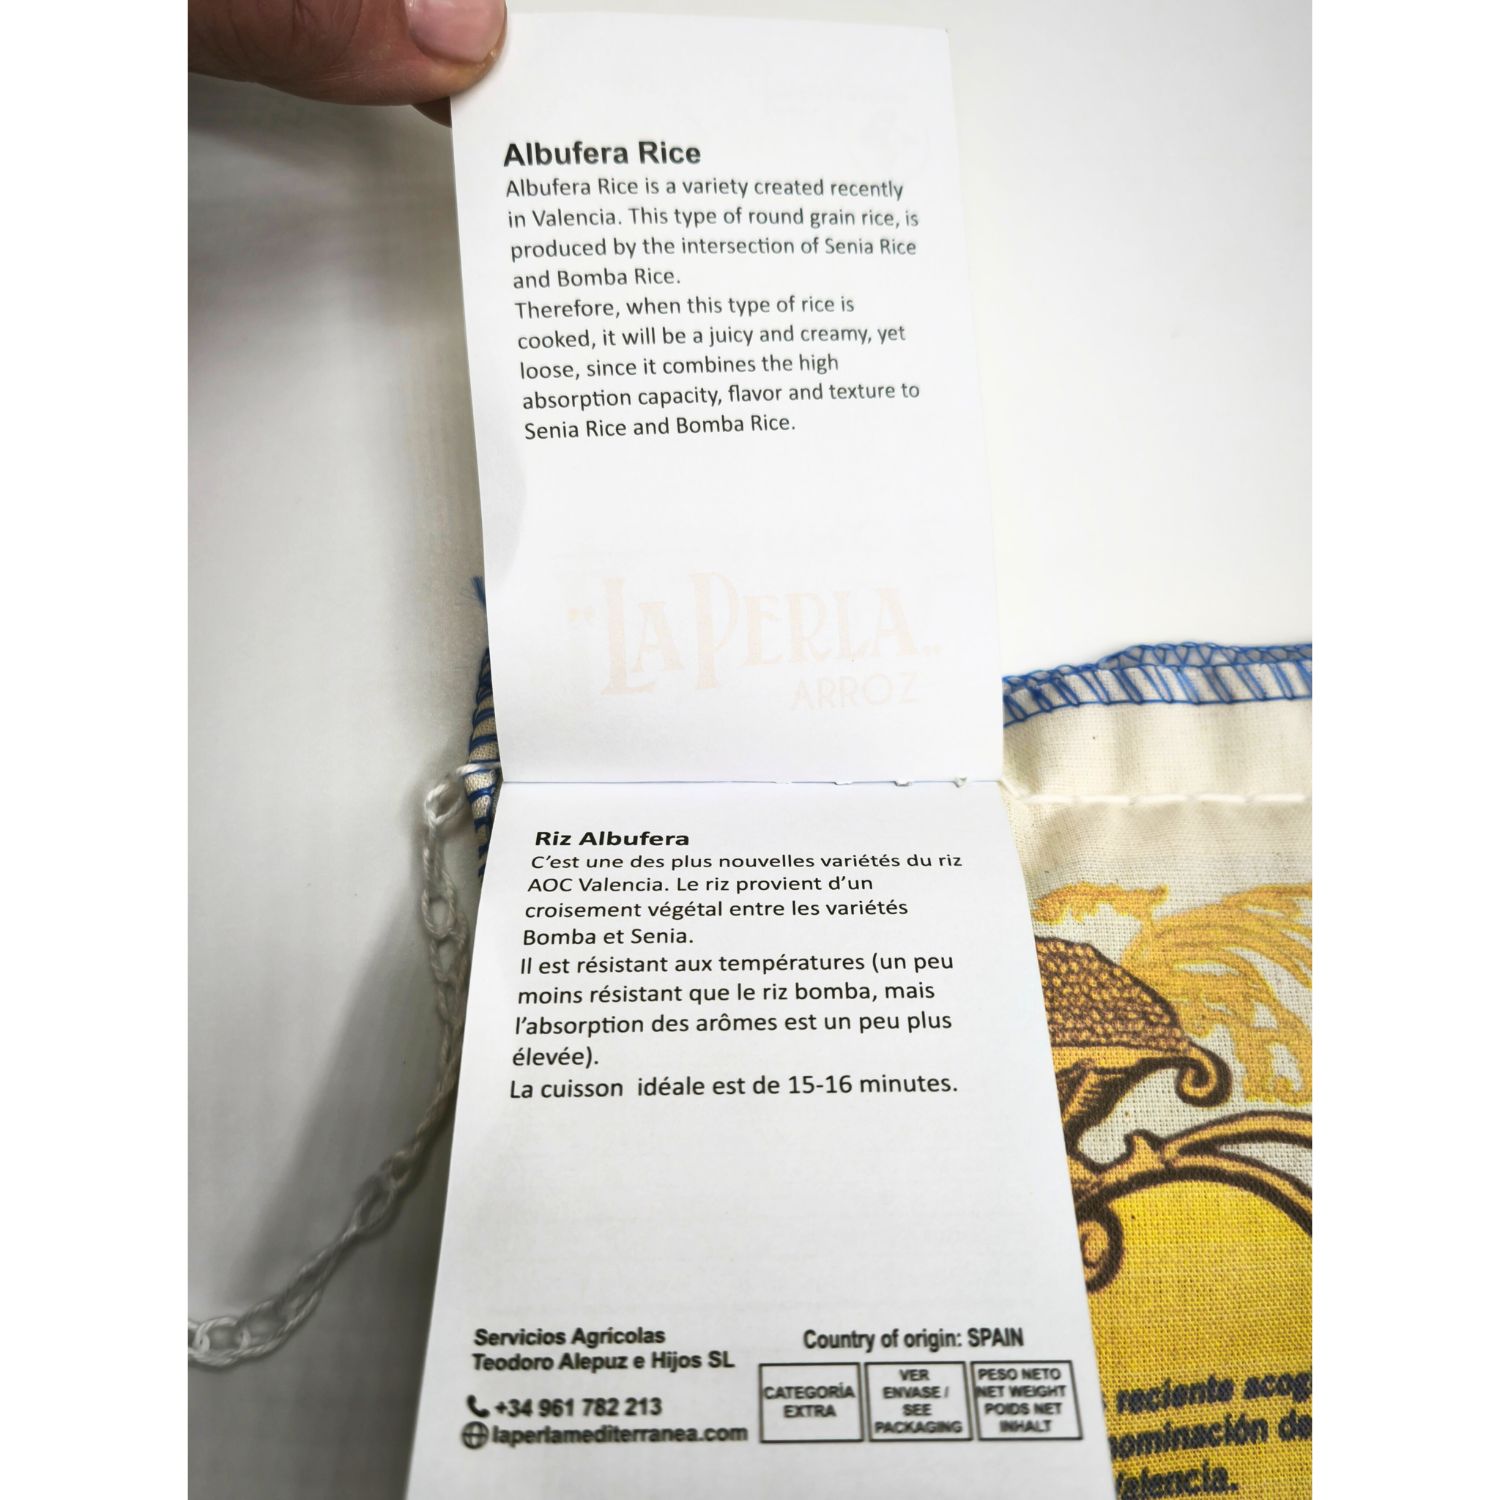 Albufera Rice
Albufera Rice is a variety created recently
in Valencia. This type of round grain rice, is
produced by the intersection of Senia Rice
and Bomba Rice.
Therefore, when this type of rice is
cooked, it will be a juicy and creamy, yet
loose, since it combines the high
absorption capacity, flavor and texture to
Senia Rice and Bomba Rice.
LA PERLA
ARROZ
Riz Albufera
C'est une des plus nouvelles variétés du riz
AOC Valencia. Le riz provient d'un
croisement végétal entre les variétés
Bomba et Senia.
Il est résistant aux températures (un peu
moins résistant que le riz bomba, mais
l'absorption des arômes est un peu plus
élevée).
La cuisson idéale est de 15-16 minutes.
Servicios Agrícolas
Teodoro Alepuz e Hijos SL
+34 961 782 213
laperlamediterranea.com
Country of origin: SPAIN
CATEGORÍA
EXTRA
VER
ENVASE /
SEE
PACKAGING
PESO NETO
NET WEIGHT
POIDS NET
INHALT
reciente acog
nominación de
Valencia.